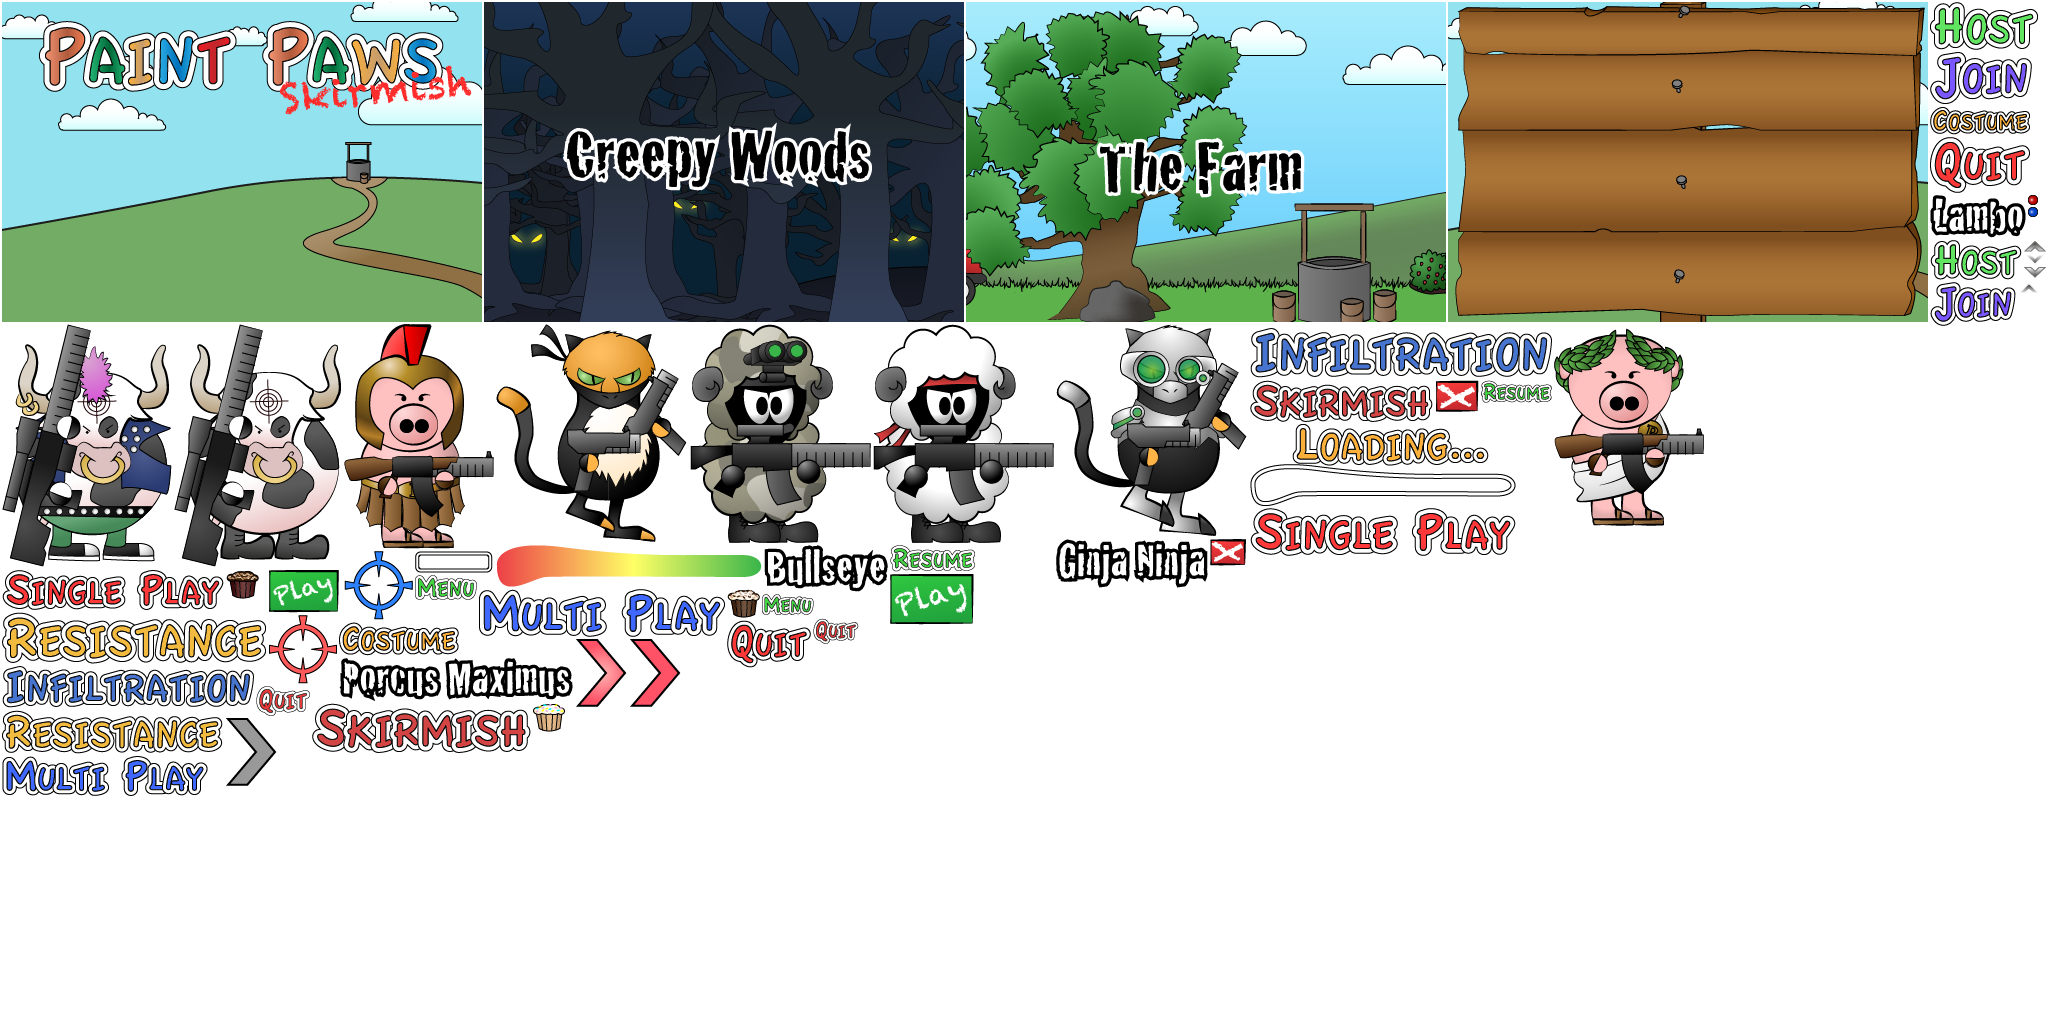 PAINT PAWS
Skirmish
Creepy Woods
The Farm
HOST
JOIN
COSTUME
QUIT
Lambo
HOST
JOIN
INFILTRATION
SKIRMISH
RESUME
LOADING...
SINGLE PLAY
SINGLE PLAY
PLAY
MENU
Bullseye
RESUME
Ginja Ninja
MULTI PLAY
MENU
PLAY
RESISTANCE
COSTUME
QUIT
QUIT
INFILTRATION
QUIT
Porcus Maximus
RESISTANCE
SKIRMISH
MULTI PLAY